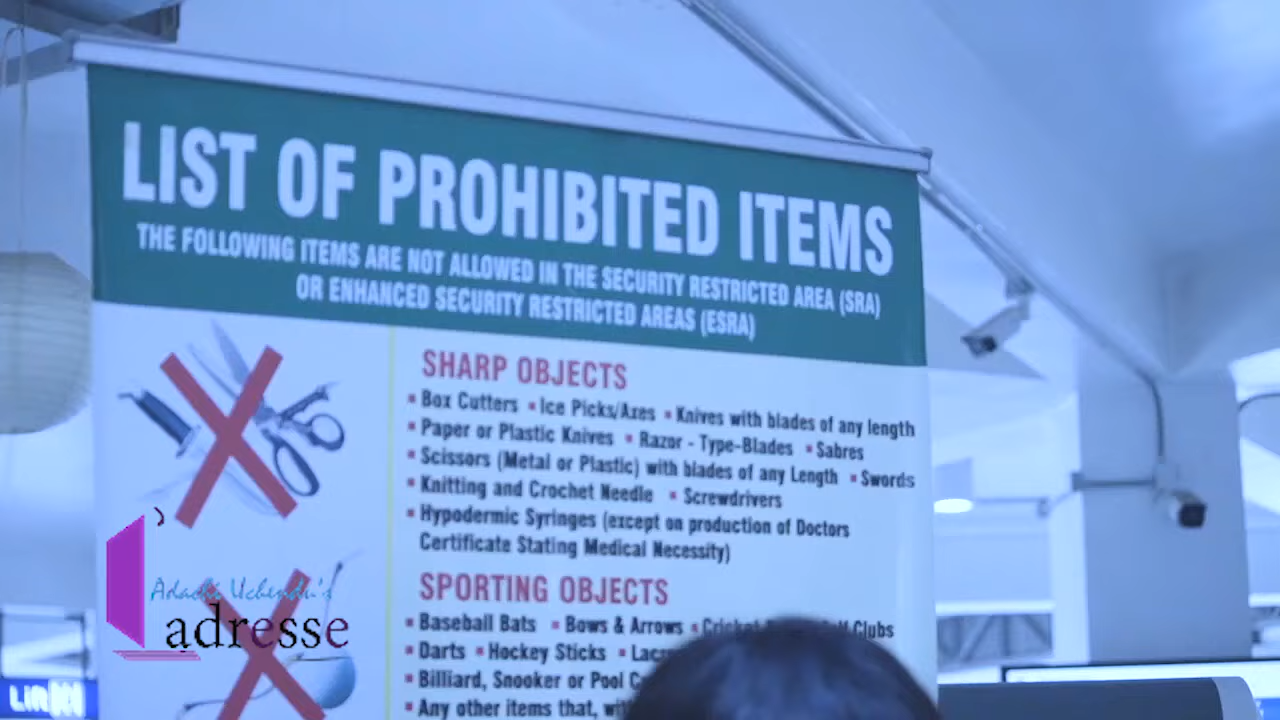 LIST OF PROHIBITED ITEMS
THE FOLLOWING ITEMS ARE NOT ALLOWED IN THE SECURITY RESTRICTED AREA (SRA)
OR ENHANCED SECURITY RESTRICTED AREAS (ESRA)
SHARP OBJECTS
▪ Box Cutters ▪ Ice Picks/Axes ▪ Knives with blades of any length
▪ Paper or Plastic Knives ▪ Razor - Type-Blades ▪ Sabres
▪ Scissors (Metal or Plastic) with blades of any Length ▪ Swords
▪ Knitting and Crochet Needle ▪ Screwdrivers
▪ Hypodermic Syringes (except on production of Doctors
Certificate Stating Medical Necessity)
SPORTING OBJECTS
▪ Baseball Bats ▪ Bows & Arrows ▪ Cricket Clubs
▪ Darts ▪ Hockey Sticks
▪ Billiard, Snooker or Pool
▪ Any other items that,
Adashi Uchendu's
adresse